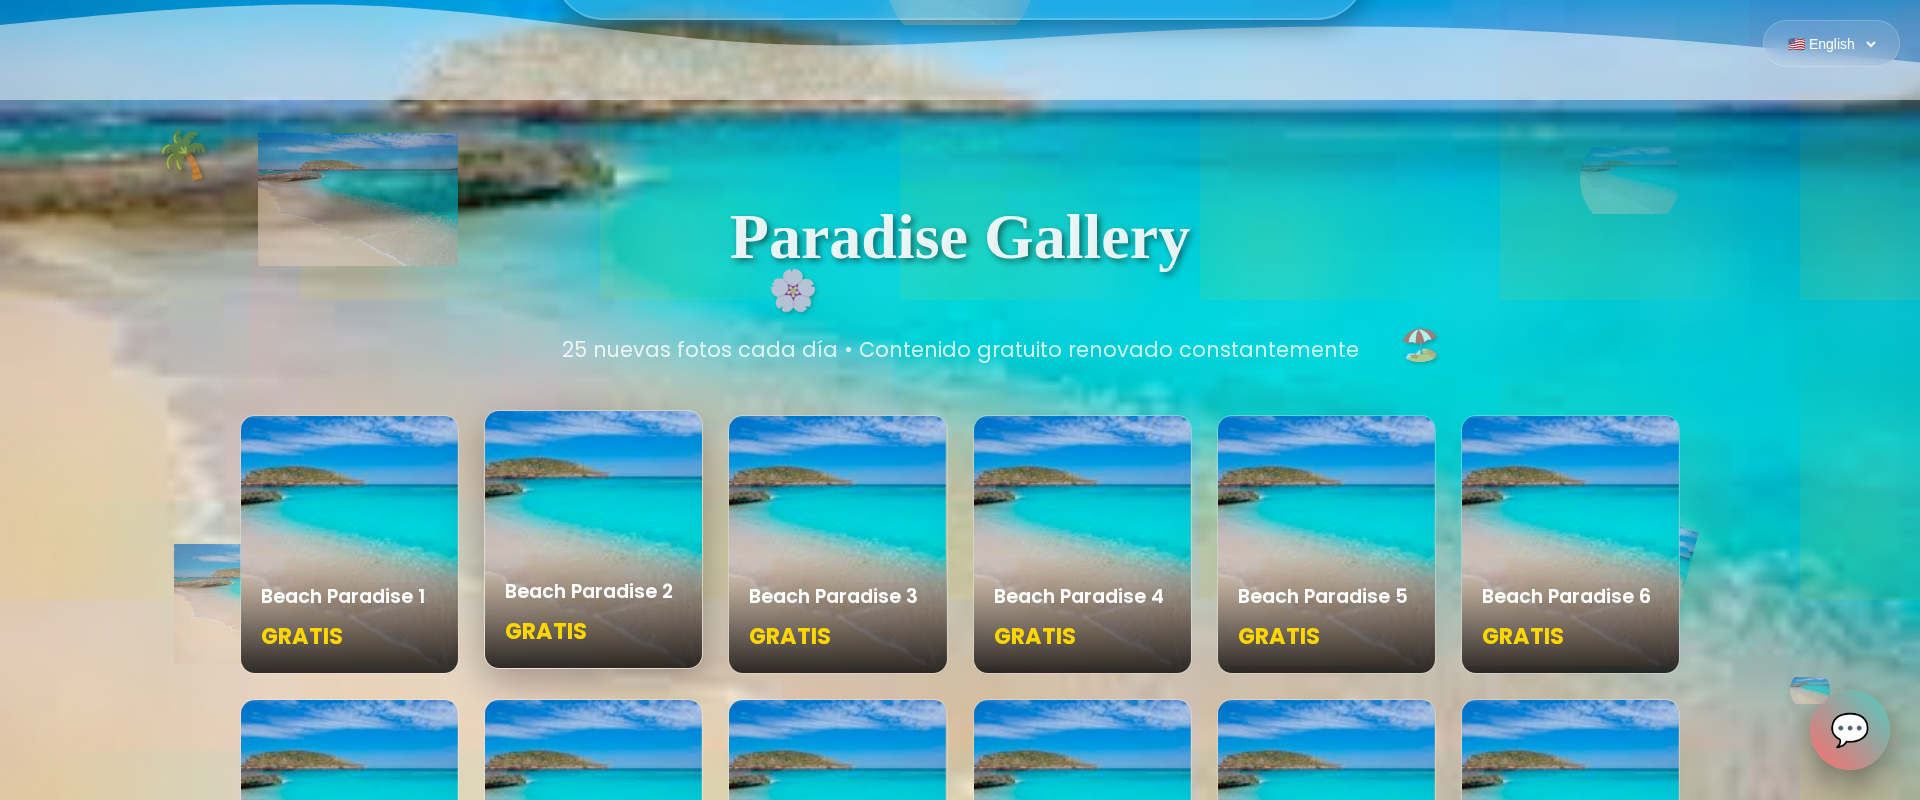 English
Paradise Gallery
25 nuevas fotos cada día • Contenido gratuito renovado constantemente
Beach Paradise 1
GRATIS
Beach Paradise 2
GRATIS
Beach Paradise 3
GRATIS
Beach Paradise 4
GRATIS
Beach Paradise 5
GRATIS
Beach Paradise 6
GRATIS